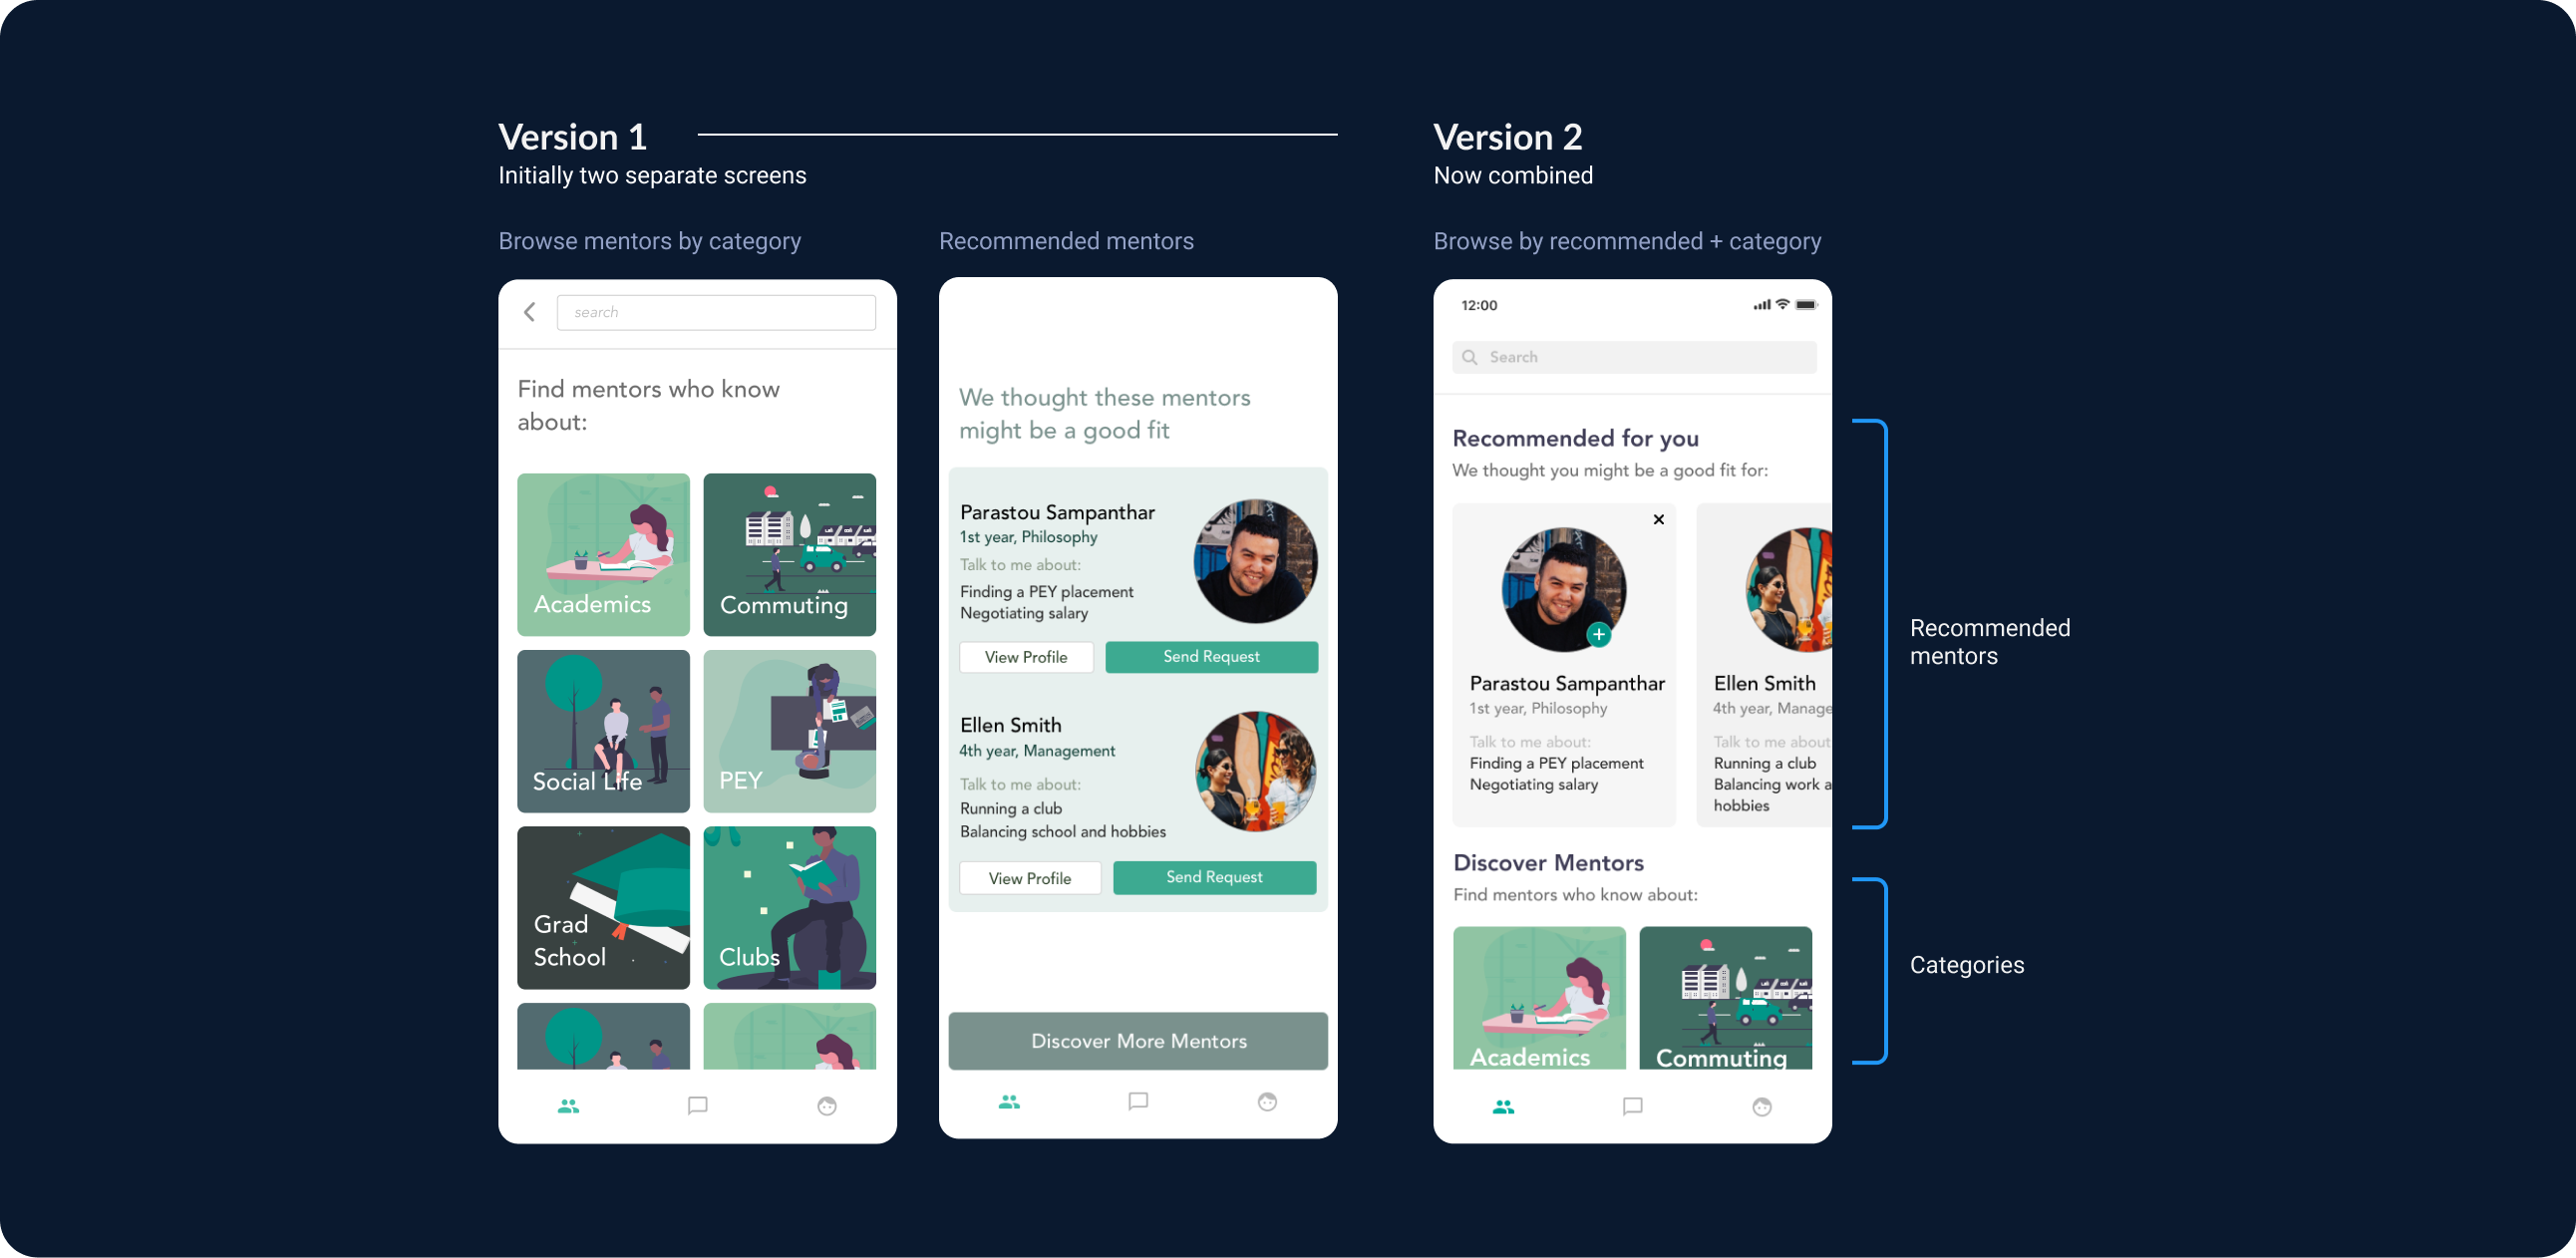 Version 1
Initially two separate screens
Browse mentors by category
search
Find mentors who know
about:
Academics
Commuting
Social Life
PEY
Grad
School
Clubs
Recommended mentors
We thought these mentors
might be a good fit
Parastou Sampanthar
1st year, Philosophy
Talk to me about:
Finding a PEY placement
Negotiating salary
View Profile
Send Request
Ellen Smith
4th year, Management
Talk to me about:
Running a club
Balancing school and hobbies
View Profile
Send Request
Discover More Mentors
Version 2
Now combined
Browse by recommended + category
12:00
Search
Recommended for you
We thought you might be a good fit for:
Parastou Sampanthar
1st year, Philosophy
Talk to me about:
Finding a PEY placement
Negotiating salary
Ellen Smith
4th year, Manage
Talk to me about
Running a club
Balancing work a
hobbies
Discover Mentors
Find mentors who know about:
Academics
Commuting
Recommended
mentors
Categories